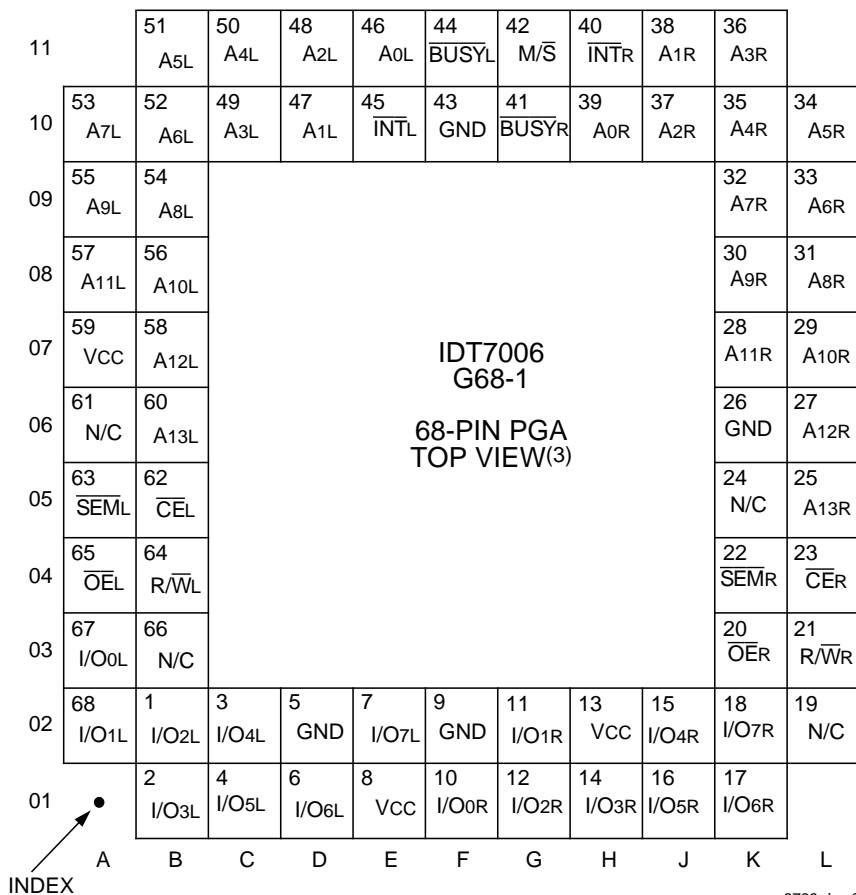 11 51 A5L 50 A4L 48 A2L 46 A0L 44 BUSYL 42 M/S 40 INTR 38 A1R 36 A3R
10 53 A7L 52 A6L 49 A3L 47 A1L 45 INTL 43 GND 41 BUSYR 39 A0R 37 A2R 35 A4R 34 A5R
09 55 A9L 54 A8L 32 A7R 33 A6R
08 57 A11L 56 A10L 30 A9R 31 A8R
07 59 VCC 58 A12L 28 A11R 29 A10R
IDT7006
G68-1
06 61 N/C 60 A13L 26 GND 27 A12R
68-PIN PGA
TOP VIEW(3)
05 63 SEML 62 CEL 24 N/C 25 A13R
04 65 OEL 64 R/WL 22 SEMR 23 CER
03 67 I/O0L 66 N/C 20 OER 21 R/WR
02 68 I/O1L 1 I/O2L 3 I/O4L 5 GND 7 I/O7L 9 GND 11 I/O1R 13 VCC 15 I/O4R 18 I/O7R 19 N/C
01 2 I/O3L 4 I/O5L 6 I/O6L 8 VCC 10 I/O0R 12 I/O2R 14 I/O3R 16 I/O5R 17 I/O6R
A B C D E F G H J K L
INDEX